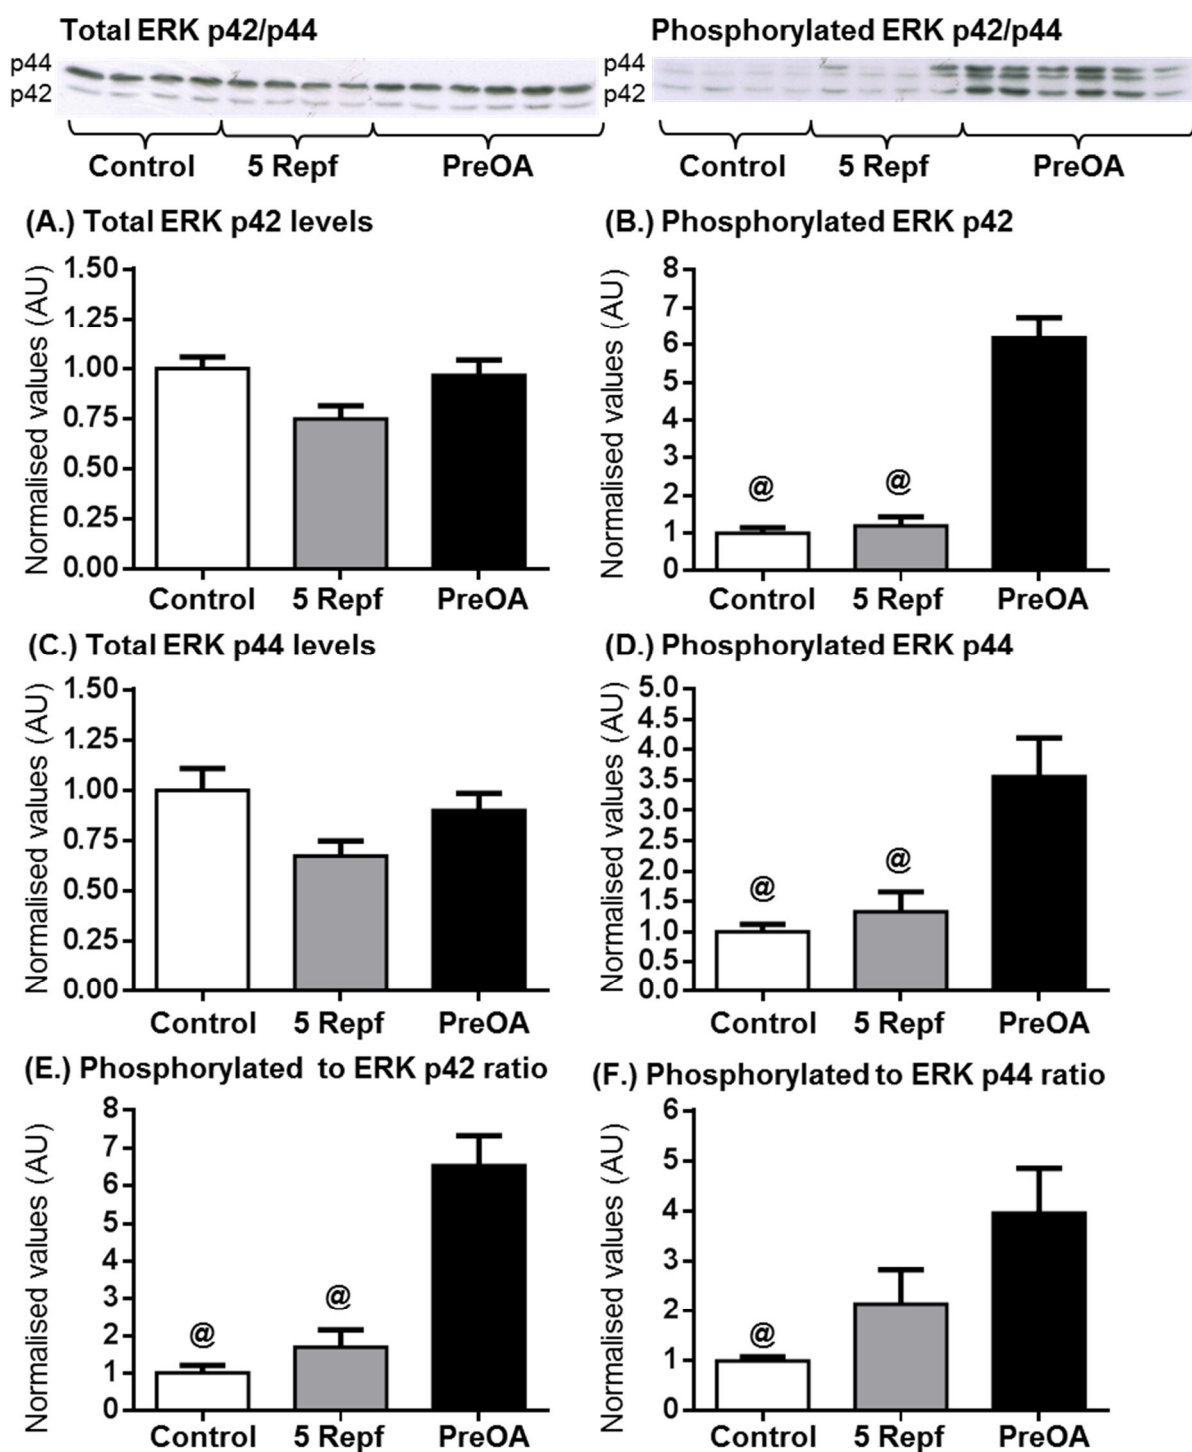 Total ERK p42/p44
p44
p42
Control 5 Repf PreOA
Phosphorylated ERK p42/p44
p44
p42
Control 5 Repf PreOA
(A.) Total ERK p42 levels
Normalised values (AU)
1.50
1.25
1.00
0.75
0.50
0.25
0.00
Control 5 Repf PreOA
(B.) Phosphorylated ERK p42
Normalised values (AU)
8
7
6
5
4
3
2
1
0
@ @
Control 5 Repf PreOA
(C.) Total ERK p44 levels
Normalised values (AU)
1.50
1.25
1.00
0.75
0.50
0.25
0.00
Control 5 Repf PreOA
(D.) Phosphorylated ERK p44
Normalised values (AU)
5.0
4.5
4.0
3.5
3.0
2.5
2.0
1.5
1.0
0.5
0.0
@ @
Control 5 Repf PreOA
(E.) Phosphorylated to ERK p42 ratio
Normalised values (AU)
8
7
6
5
4
3
2
1
0
@ @
Control 5 Repf PreOA
(F.) Phosphorylated to ERK p44 ratio
Normalised values (AU)
6
5
4
3
2
1
0
@
Control 5 Repf PreOA